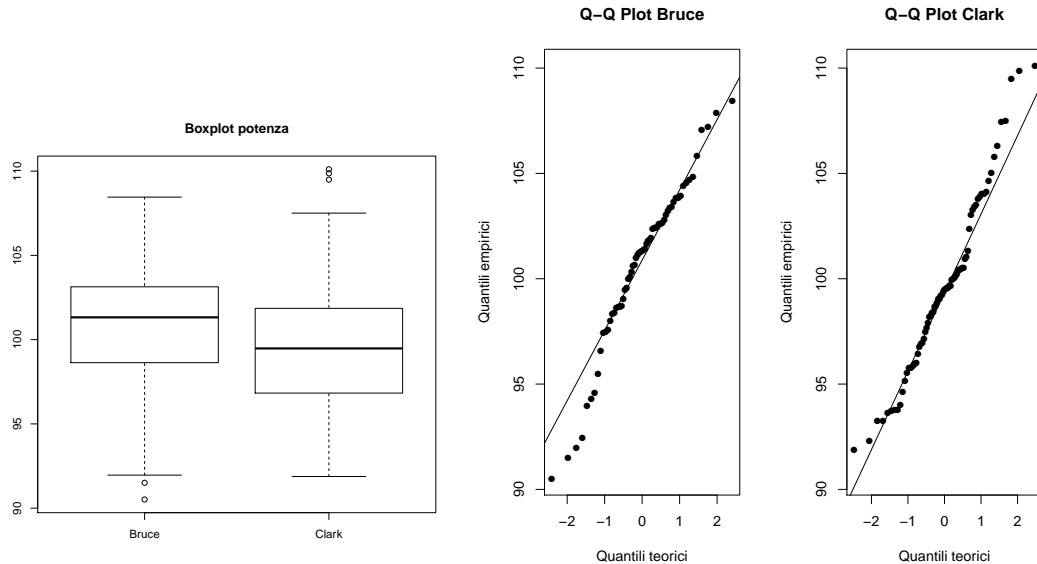 Boxplot potenza
110
105
100
95
90
Bruce
Clark
Q−Q Plot Bruce
110
105
100
95
90
Quantili empirici
−2
−1
0
1
2
Quantili teorici
Q−Q Plot Clark
110
105
100
95
90
Quantili empirici
−2
−1
0
1
2
Quantili teorici